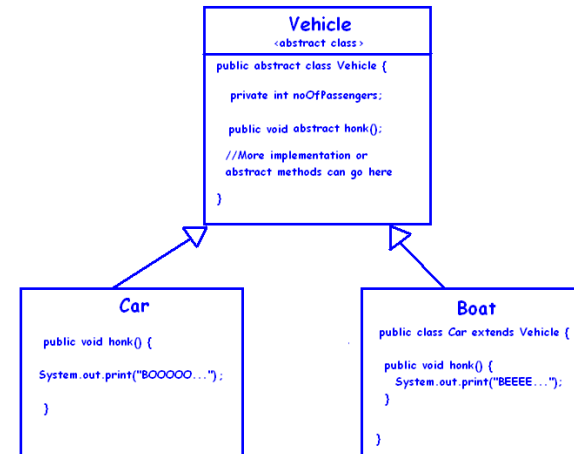 Vehicle
<abstract class>
public abstract class Vehicle {
private int noOfPassengers;
public void abstract honk();
//More implementation or
abstract methods can go here
}
Car
public void honk() {
System.out.print("BOOOOO...");
}
Boat
public class Car extends Vehicle {
public void honk() {
System.out.print("BEEEE...");
}
}